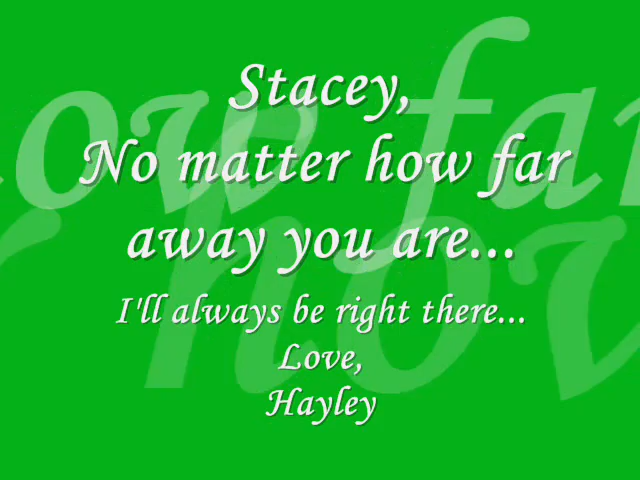 Stacey,
No matter how far
away you are...
I'll always be right there...
Love,
Hayley